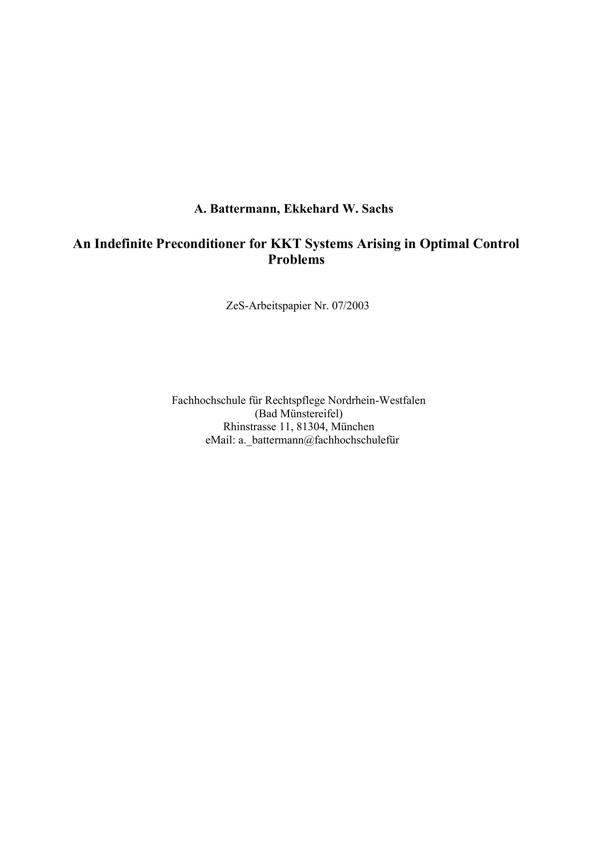 A. Battermann, Ekkehard W. Sachs
An Indefinite Preconditioner for KKT Systems Arising in Optimal Control
Problems
ZeS-Arbeitspapier Nr. 07/2003
Fachhochschule für Rechtspflege Nordrhein-Westfalen
(Bad Münstereifel)
Rhinstrasse 11, 81304, München
eMail: a._battermann@fachhochschulefür